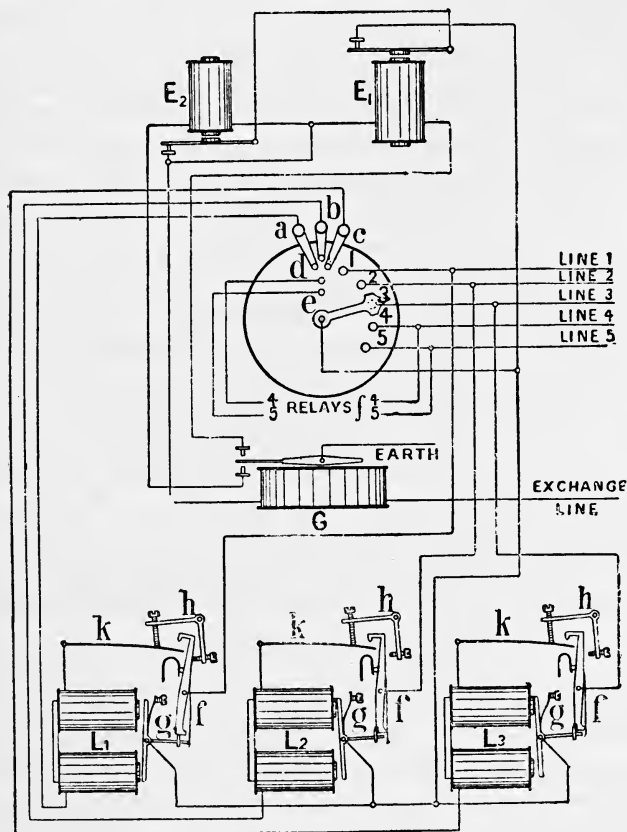 E2
E1
a
b
c
d
1
2
3
4
5
e
LINE 1
LINE 2
LINE 3
LINE 4
LINE 5
4 RELAYS ∫ 4
5 5
EARTH
EXCHANGE
LINE
G
h
h
h
k
k
k
g
f
g
f
g
f
L1
L2
L3